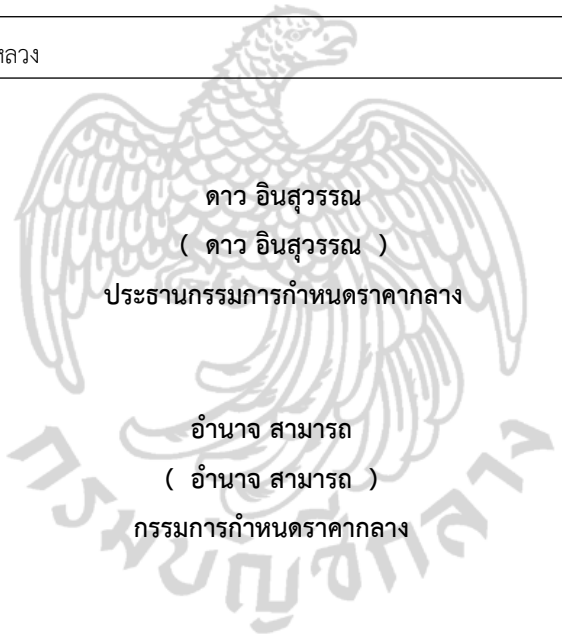 หลวง
ดาว อินสุวรรณ
( ดาว อินสุวรรณ )
ประธานกรรมการกำหนดราคากลาง
อำนาจ สามารถ
( อำนาจ สามารถ )
กรรมการกำหนดราคากลาง
กรมบัญชีกลาง